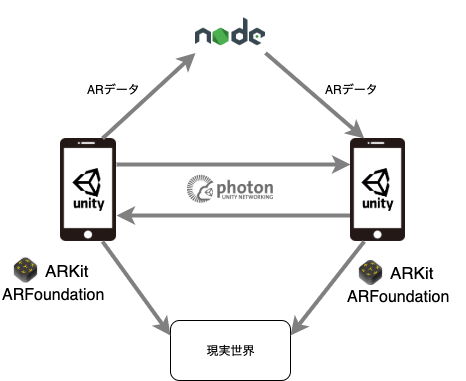 node
ARデータ
ARデータ
unity
photon
UNITY NETWORKING
unity
ARKit
ARFoundation
ARKit
ARFoundation
現実世界